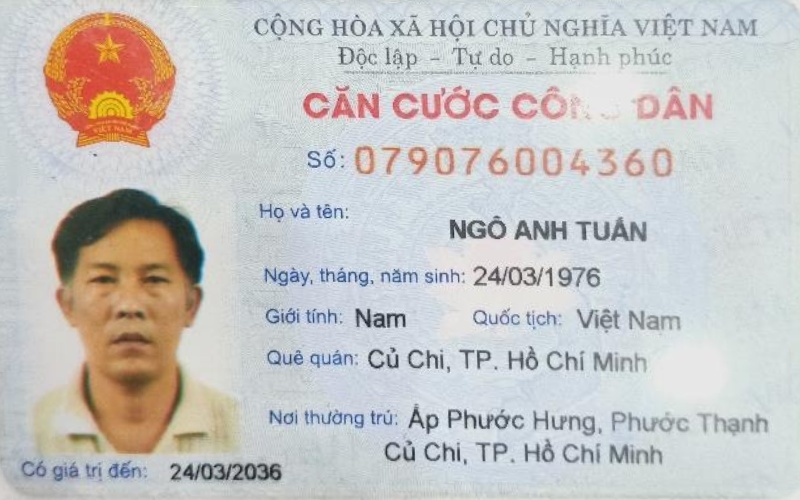 CỘNG HÒA XÃ HỘI CHỦ NGHĨA VIỆT NAM
Độc lập - Tự do - Hạnh phúc
CĂN CƯỚC CÔNG DÂN
Số: 079076004360
Họ và tên:
NGÔ ANH TUẤN
Ngày, tháng, năm sinh: 24/03/1976
Giới tính: Nam Quốc tịch: Việt Nam
Quê quán: Củ Chi, TP. Hồ Chí Minh
Nơi thường trú: Ấp Phước Hưng, Phước Thạnh
Củ Chi, TP. Hồ Chí Minh
Có giá trị đến: 24/03/2036
VIỆT NAM